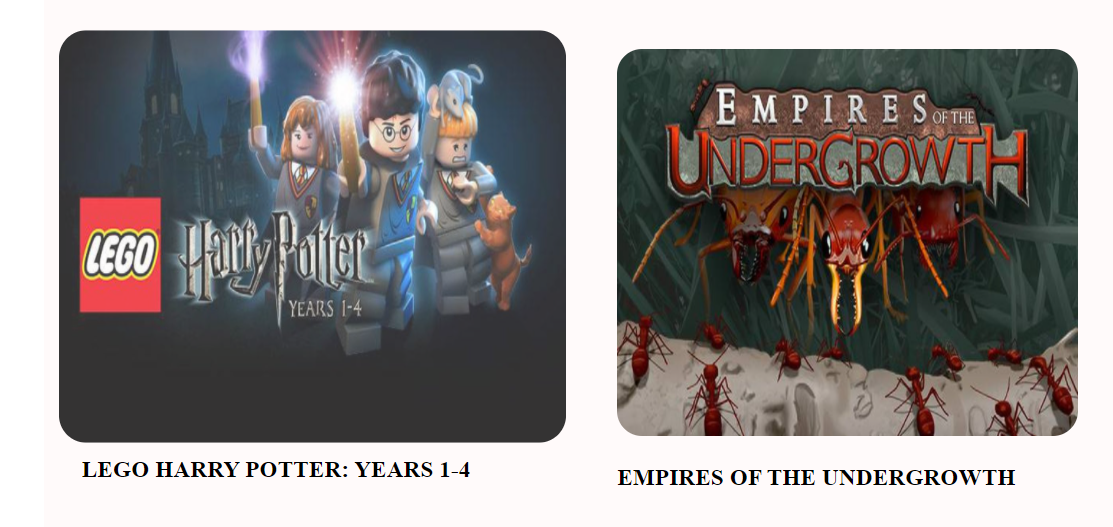 LEGO
Harry Potter
YEARS 1-4
LEGO HARRY POTTER: YEARS 1-4
EMPIRES OF THE
UNDERGROWTH
EMPIRES OF THE UNDERGROWTH